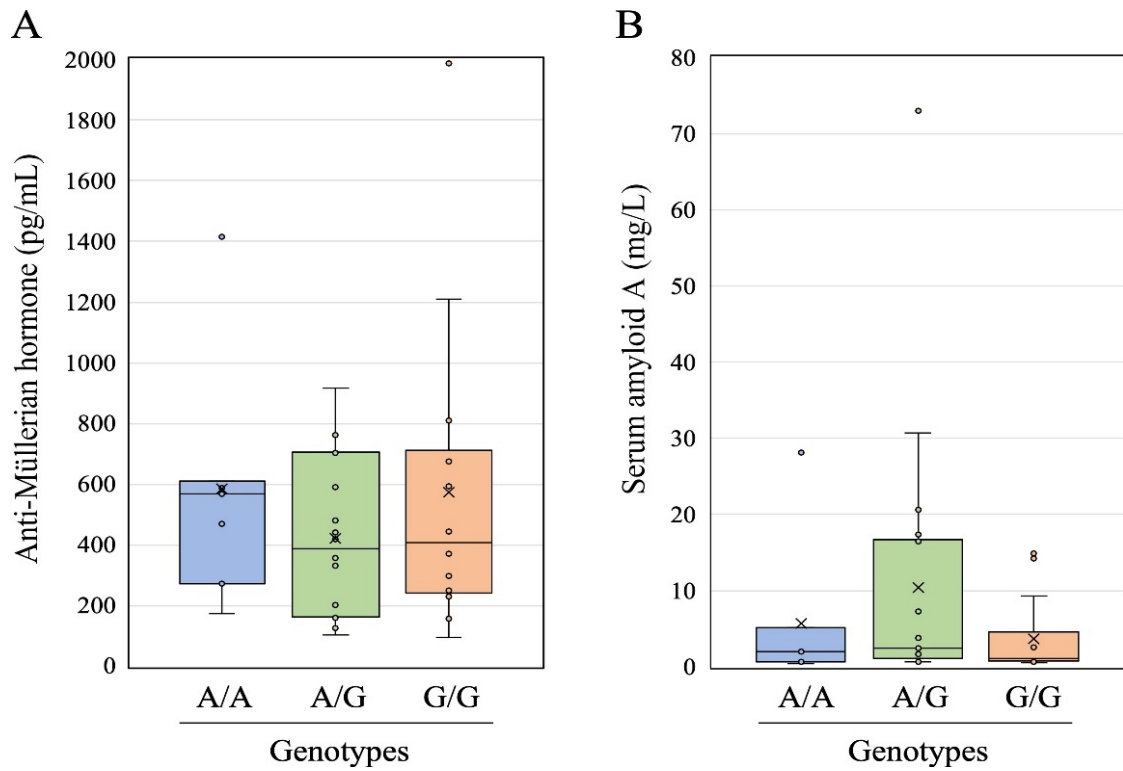 A
Anti-Müllerian hormone (pg/mL)
2000
1800
1600
1400
1200
1000
800
600
400
200
0
A/A A/G G/G
Genotypes
B
Serum amyloid A (mg/L)
80
70
60
50
40
30
20
10
0
A/A A/G G/G
Genotypes